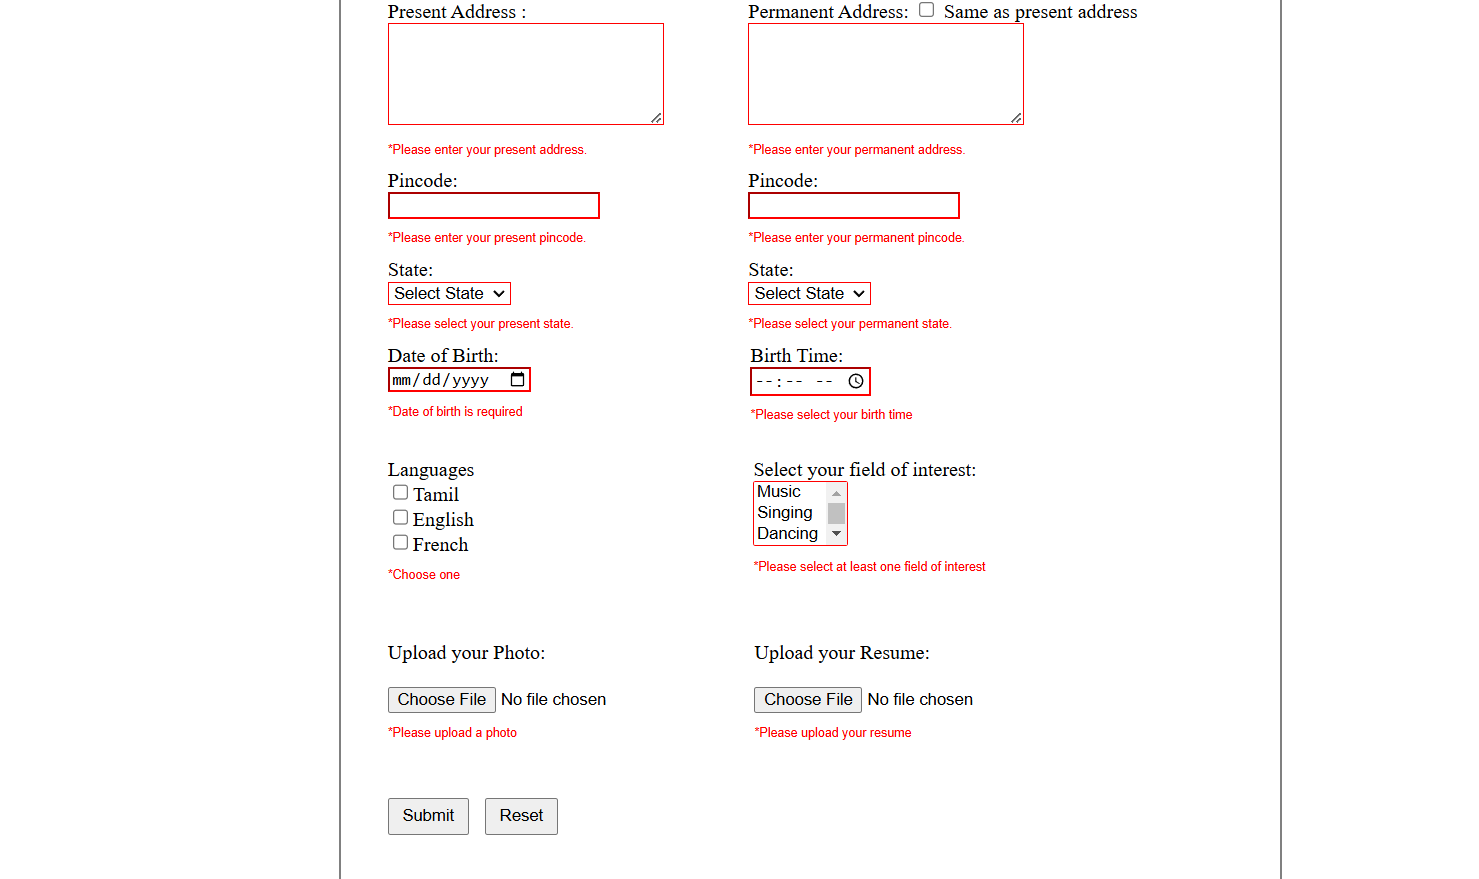 Present Address :
Permanent Address: Same as present address
*Please enter your present address.
*Please enter your permanent address.
Pincode:
Pincode:
*Please enter your present pincode.
*Please enter your permanent pincode.
State:
State:
Select State
Select State
*Please select your present state.
*Please select your permanent state.
Date of Birth:
Birth Time:
mm/dd/yyyy
--:-- --
*Date of birth is required
*Please select your birth time
Languages
Tamil
English
French
*Choose one
Select your field of interest:
Music
Singing
Dancing
*Please select at least one field of interest
Upload your Photo:
Upload your Resume:
Choose File No file chosen
Choose File No file chosen
*Please upload a photo
*Please upload your resume
Submit
Reset